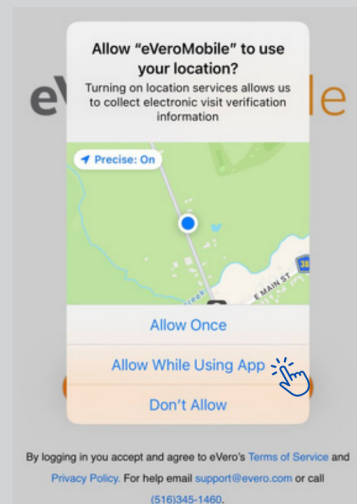 Allow “eVeroMobile” to use
your location?
Turning on location services allows us
to collect electronic visit verification
information
eV
le
Precise: On
E MAIN ST
Allow Once
Allow While Using App
Don’t Allow
By logging in you accept and agree to eVero’s Terms of Service and
Privacy Policy. For help email support@evero.com or call
(516)345-1460.